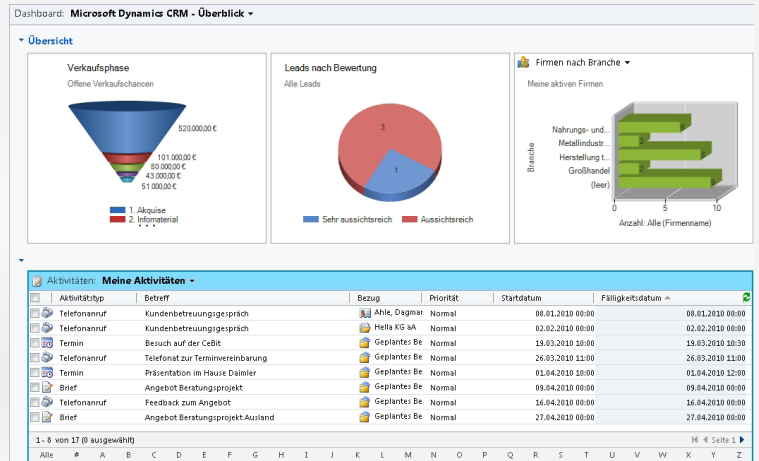 Dashboard: Microsoft Dynamics CRM - Überblick
Übersicht
Verkaufsphase
Offene Verkaufschancen
520.000,00 €
101.000,00 €
80.000,00 €
43.000,00 €
51.000,00 €
1. Akquise
2. Infomaterial
Leads nach Bewertung
Alle Leads
3
1
Sehr aussichtsreich Aussichtsreich
Firmen nach Branche
Meine aktiven Firmen
Branche
Nahrungs- und...
Metallindustr...
Herstellung t...
Großhandel
(leer)
2
2
0 5 10
Anzahl: Alle (Firmenname)
Aktivitäten: Meine Aktivitäten
Aktivitätstyp Betreff Bezug Priorität Startdatum Fälligkeitsdatum
Telefonanruf Kundenbetreuungsgespräch Ahle, Dagmar Normal 08.01.2010 00:00 08.01.2010 00:00
Telefonanruf Kundenbetreuungsgespräch Hella KG aA Normal 02.02.2010 00:00 02.02.2010 00:00
Termin Besuch auf der CeBit Geplantes Be Normal 19.03.2010 10:00 19.03.2010 10:30
Telefonanruf Telefonat zur Terminvereinbarung Geplantes Be Normal 26.03.2010 11:00 26.03.2010 11:00
Termin Präsentation im Hause Daimler Geplantes Be Normal 01.04.2010 10:00 01.04.2010 12:00
Brief Angebot Beratungsprojekt Geplantes Be Normal 09.04.2010 00:00 09.04.2010 00:00
Telefonanruf Feedback zum Angebot Geplantes Be Normal 16.04.2010 00:00 16.04.2010 00:00
Brief Angebot Beratungsprojekt Ausland Geplantes Be Normal 27.04.2010 00:00 27.04.2010 00:00
1 - 8 von 17 (0 ausgewählt) Seite 1
Alle # A B C D E F G H I J K L M N O P Q R S T U V W X Y Z